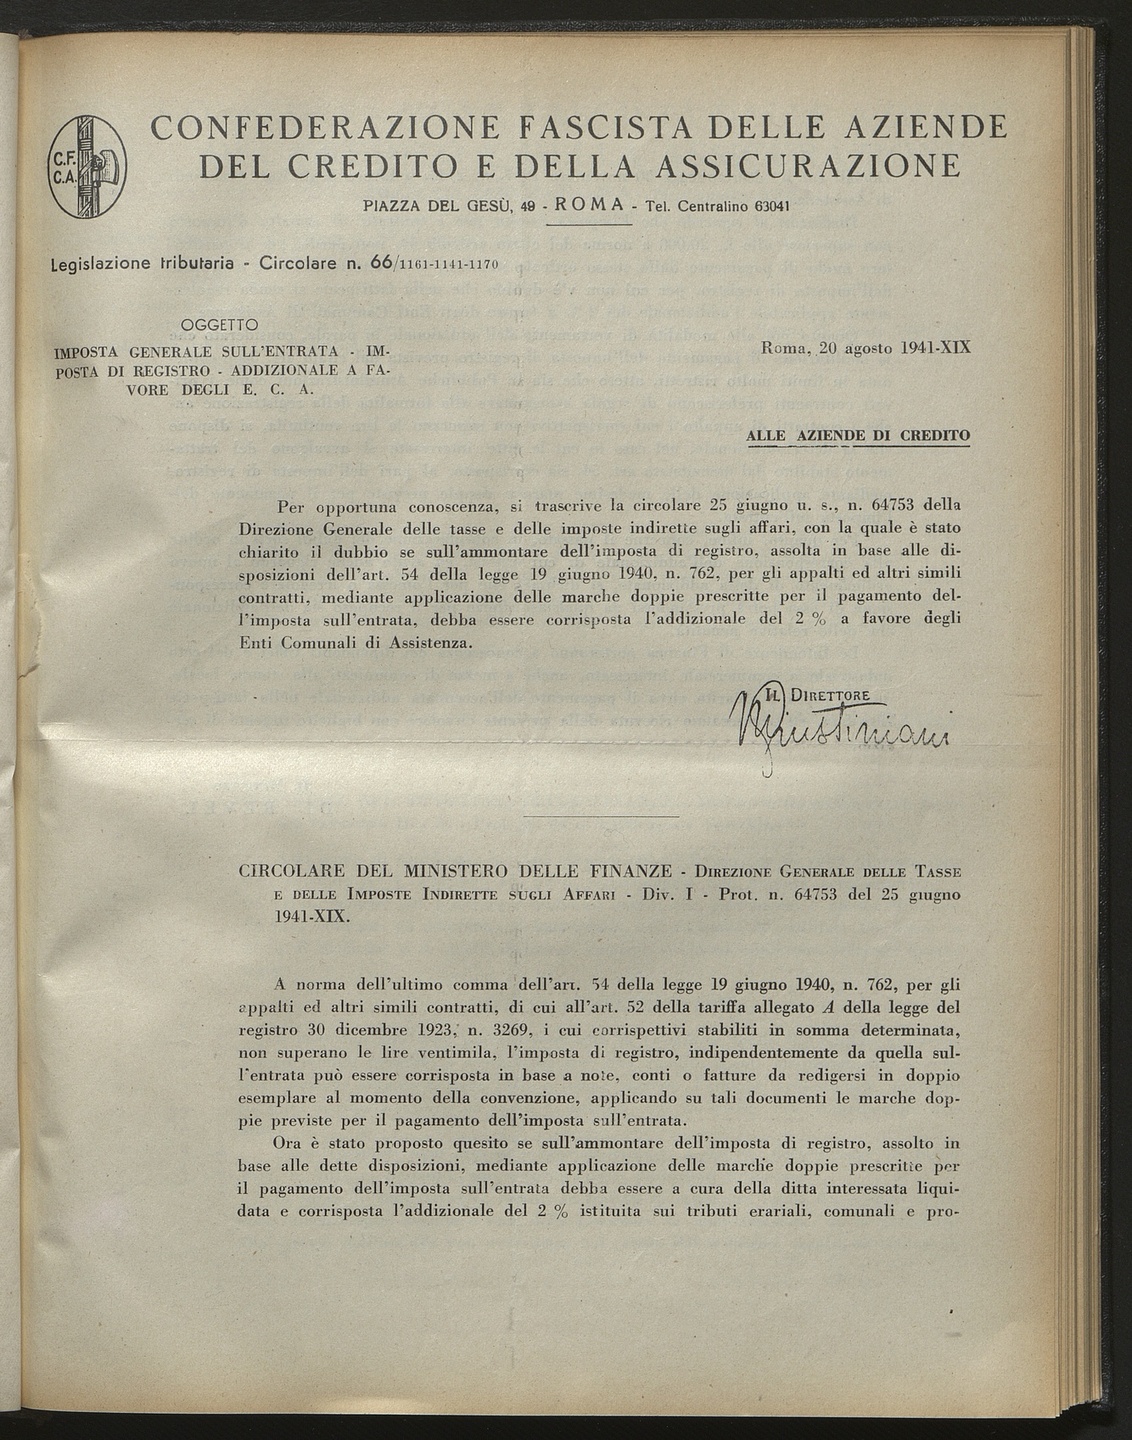 C.F.
C.A.
CONFEDERAZIONE FASCISTA DELLE AZIENDE
DEL CREDITO E DELLA ASSICURAZIONE
PIAZZA DEL GESÙ, 49 - ROMA - Tel. Centralino 63041
Legislazione tributaria - Circolare n. 66/1161-1141-1170
OGGETTO
IMPOSTA GENERALE SULL'ENTRATA - IM-
POSTA DI REGISTRO - ADDIZIONALE A FA-
VORE DEGLI E. C. A.
Roma, 20 agosto 1941-XIX
ALLE AZIENDE DI CREDITO
Per opportuna conoscenza, si trascrive la circolare 25 giugno u. s., n. 64753 della
Direzione Generale delle tasse e delle imposte indirette sugli affari, con la quale è stato
chiarito il dubbio se sull'ammontare dell'imposta di registro, assolta in base alle di-
sposizioni dell'art. 54 della legge 19 giugno 1940, n. 762, per gli appalti ed altri simili
contratti, mediante applicazione delle marche doppie prescritte per il pagamento del-
l'imposta sull'entrata, debba essere corrisposta l'addizionale del 2 % a favore degli
Enti Comunali di Assistenza.
IL DIRETTORE
Giustiniani
CIRCOLARE DEL MINISTERO DELLE FINANZE - DIREZIONE GENERALE DELLE TASSE
E DELLE IMPOSTE INDIRETTE SUGLI AFFARI - Div. I - Prot. n. 64753 del 25 giugno
1941-XIX.
A norma dell'ultimo comma dell'art. 54 della legge 19 giugno 1940, n. 762, per gli
appalti ed altri simili contratti, di cui all'art. 52 della tariffa allegato A della legge del
registro 30 dicembre 1923, n. 3269, i cui corrispettivi stabiliti in somma determinata,
non superano le lire ventimila, l'imposta di registro, indipendentemente da quella sul-
l'entrata può essere corrisposta in base a note, conti o fatture da redigersi in doppio
esemplare al momento della convenzione, applicando su tali documenti le marche dop-
pie previste per il pagamento dell'imposta sull'entrata.
Ora è stato proposto quesito se sull'ammontare dell'imposta di registro, assolto in
base alle dette disposizioni, mediante applicazione delle marche doppie prescritte per
il pagamento dell'imposta sull'entrata debba essere a cura della ditta interessata liqui-
data e corrisposta l'addizionale del 2 % istituita sui tributi erariali, comunali e pro-